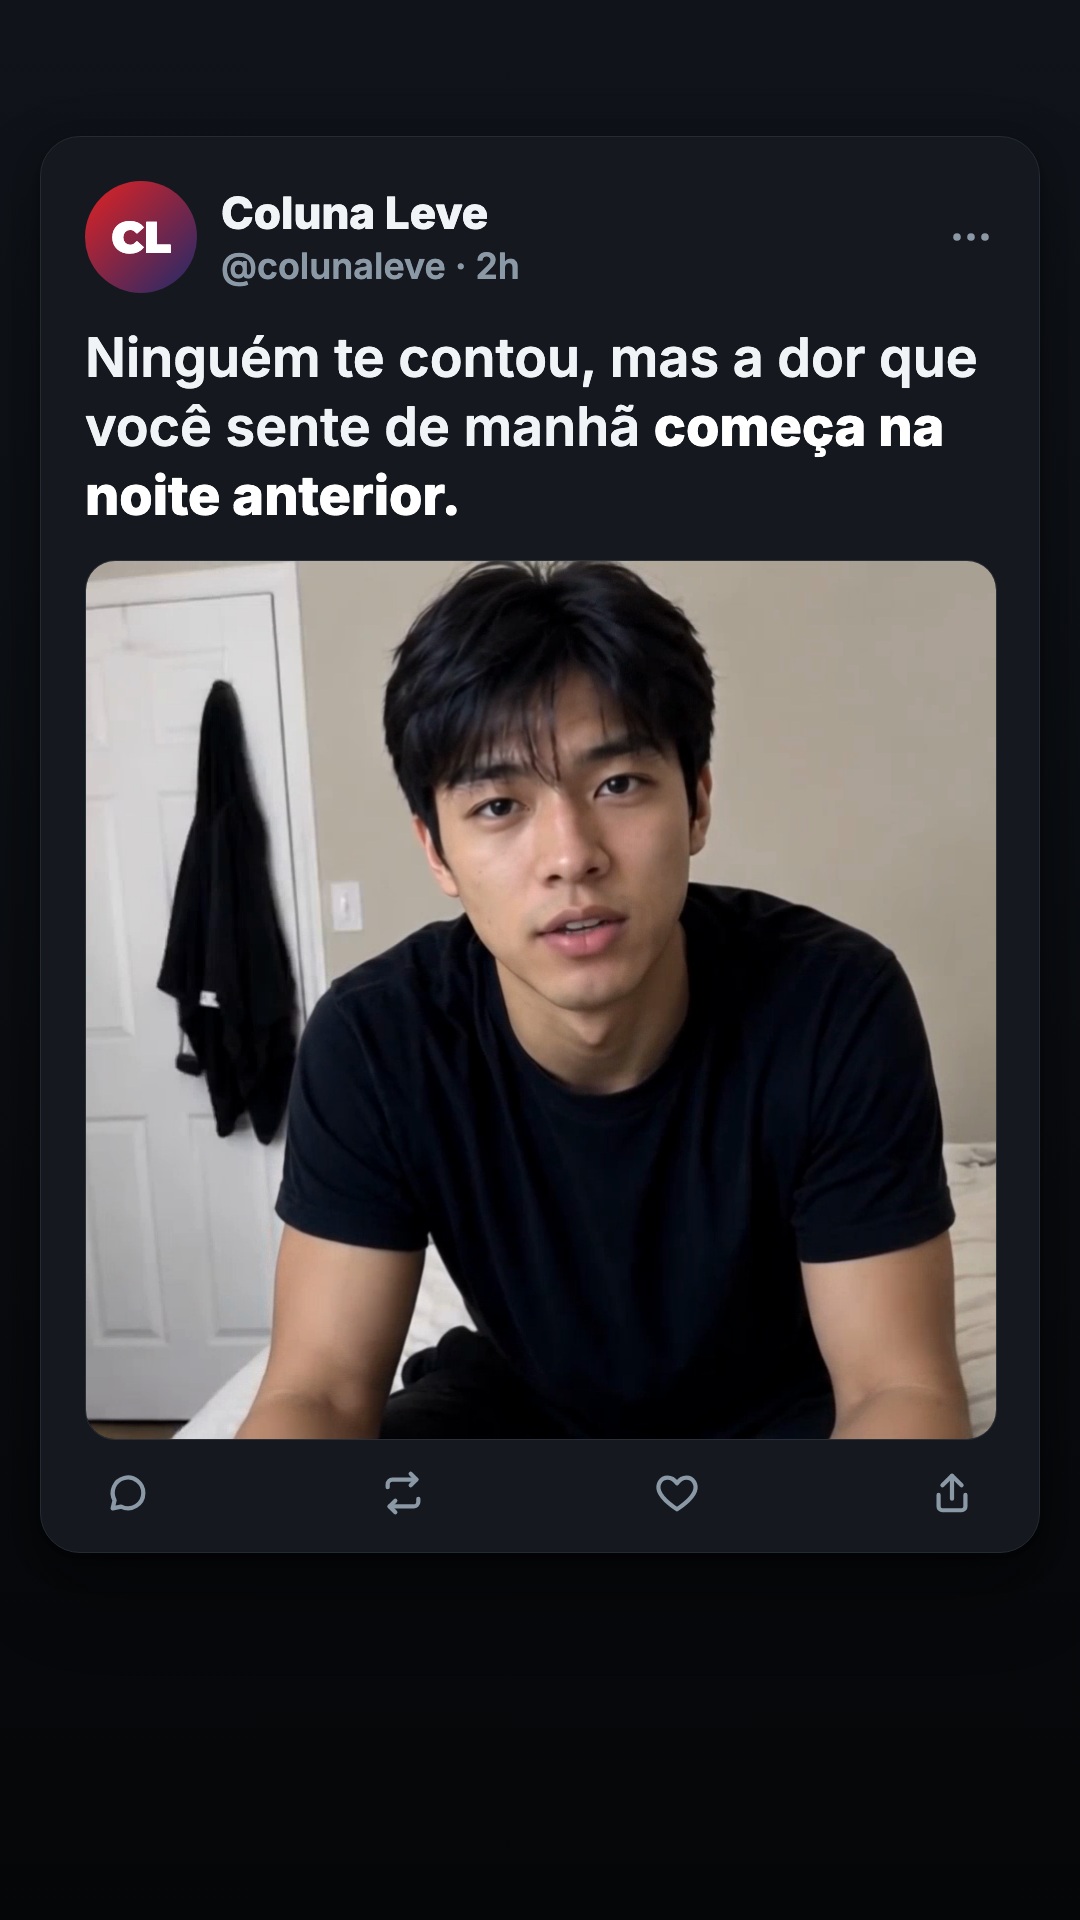 CL
Coluna Leve
@colunaleve · 2h
Ninguém te contou, mas a dor que
você sente de manhã começa na
noite anterior.